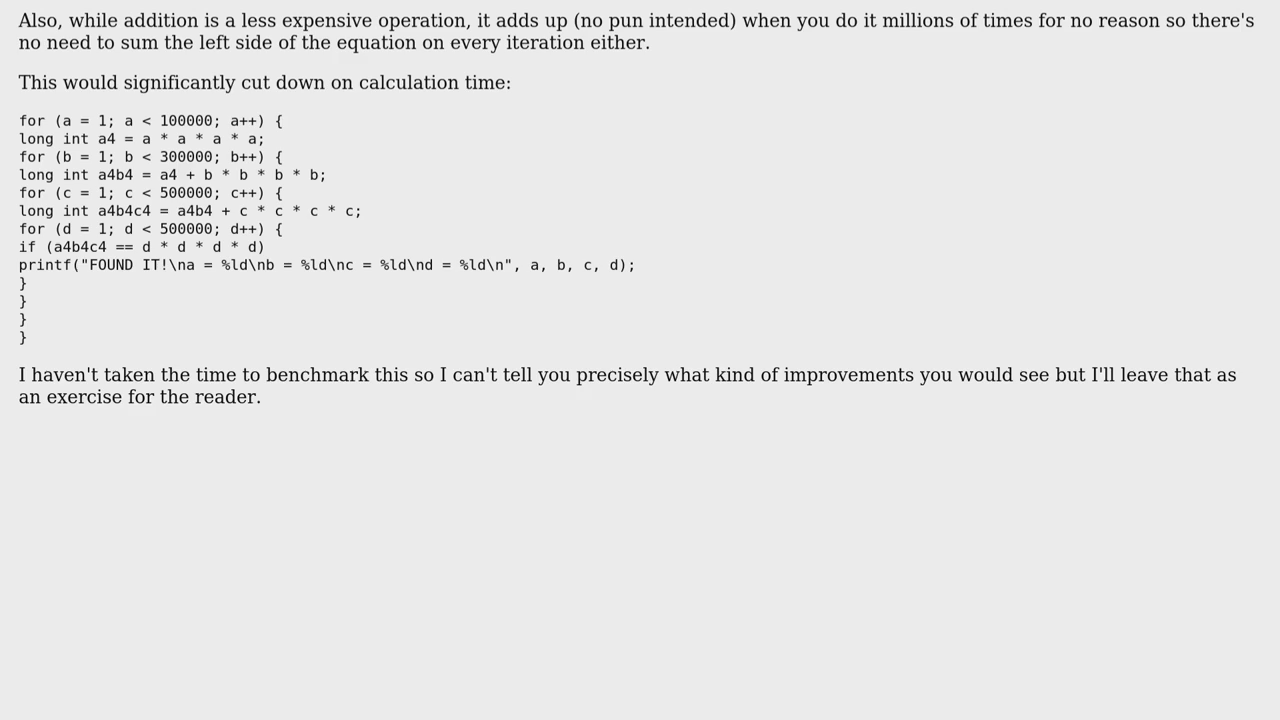 Also, while addition is a less expensive operation, it adds up (no pun intended) when you do it millions of times for no reason so there's
no need to sum the left side of the equation on every iteration either.
This would significantly cut down on calculation time:
for (a = 1; a < 100000; a++) {
long int a4 = a * a * a * a;
for (b = 1; b < 300000; b++) {
long int a4b4 = a4 + b * b * b * b;
for (c = 1; c < 500000; c++) {
long int a4b4c4 = a4b4 + c * c * c * c;
for (d = 1; d < 500000; d++) {
if (a4b4c4 == d * d * d * d)
printf("FOUND IT!\na = %ld\nb = %ld\nc = %ld\nd = %ld\n", a, b, c, d);
}
}
}
}
I haven't taken the time to benchmark this so I can't tell you precisely what kind of improvements you would see but I'll leave that as
an exercise for the reader.